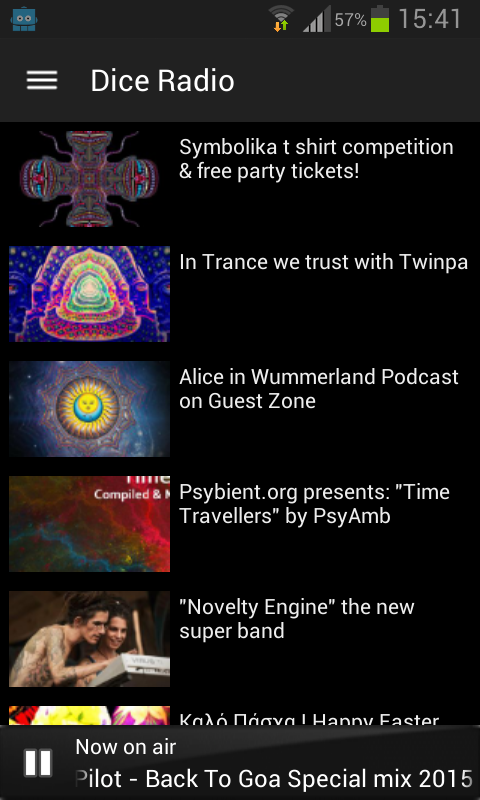 57% 15:41
Dice Radio
Symbolika t shirt competition
& free party tickets!
In Trance we trust with Twinpa
Alice in Wummerland Podcast
on Guest Zone
Compiled &
Psybient.org presents: "Time
Travellers" by PsyAmb
"Novelty Engine" the new
super band
Καλό Πάσχα ! Happy Easter
Now on air
Pilot - Back To Goa Special mix 2015